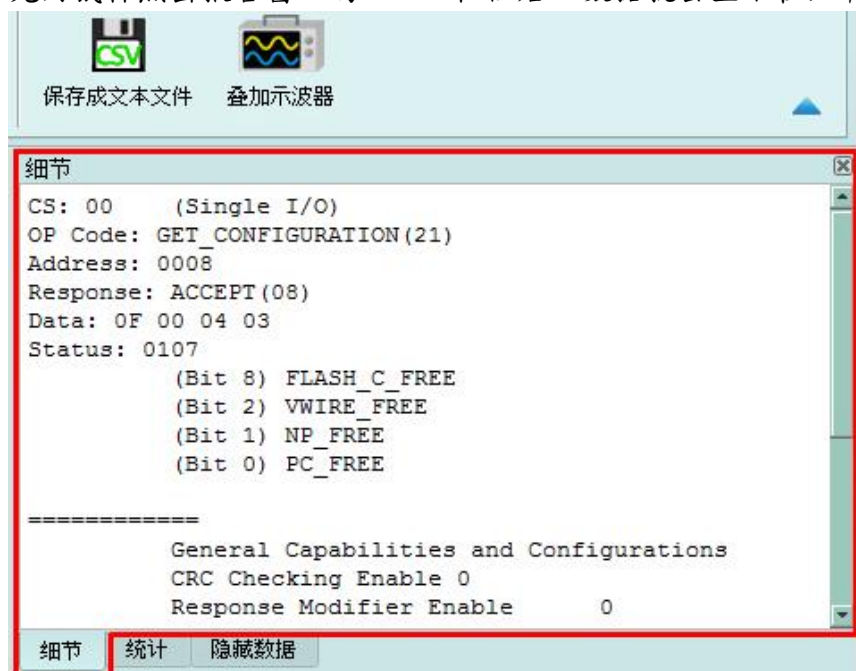 CSV
保存成文本文件 叠加示波器
细节
CS: 00 (Single I/O)
OP Code: GET_CONFIGURATION(21)
Address: 0008
Response: ACCEPT(08)
Data: 0F 00 04 03
Status: 0107
(Bit 8) FLASH_C_FREE
(Bit 2) VWIRE_FREE
(Bit 1) NP_FREE
(Bit 0) PC_FREE
============
General Capabilities and Configurations
CRC Checking Enable 0
Response Modifier Enable 0
细节 统计 隐藏数据